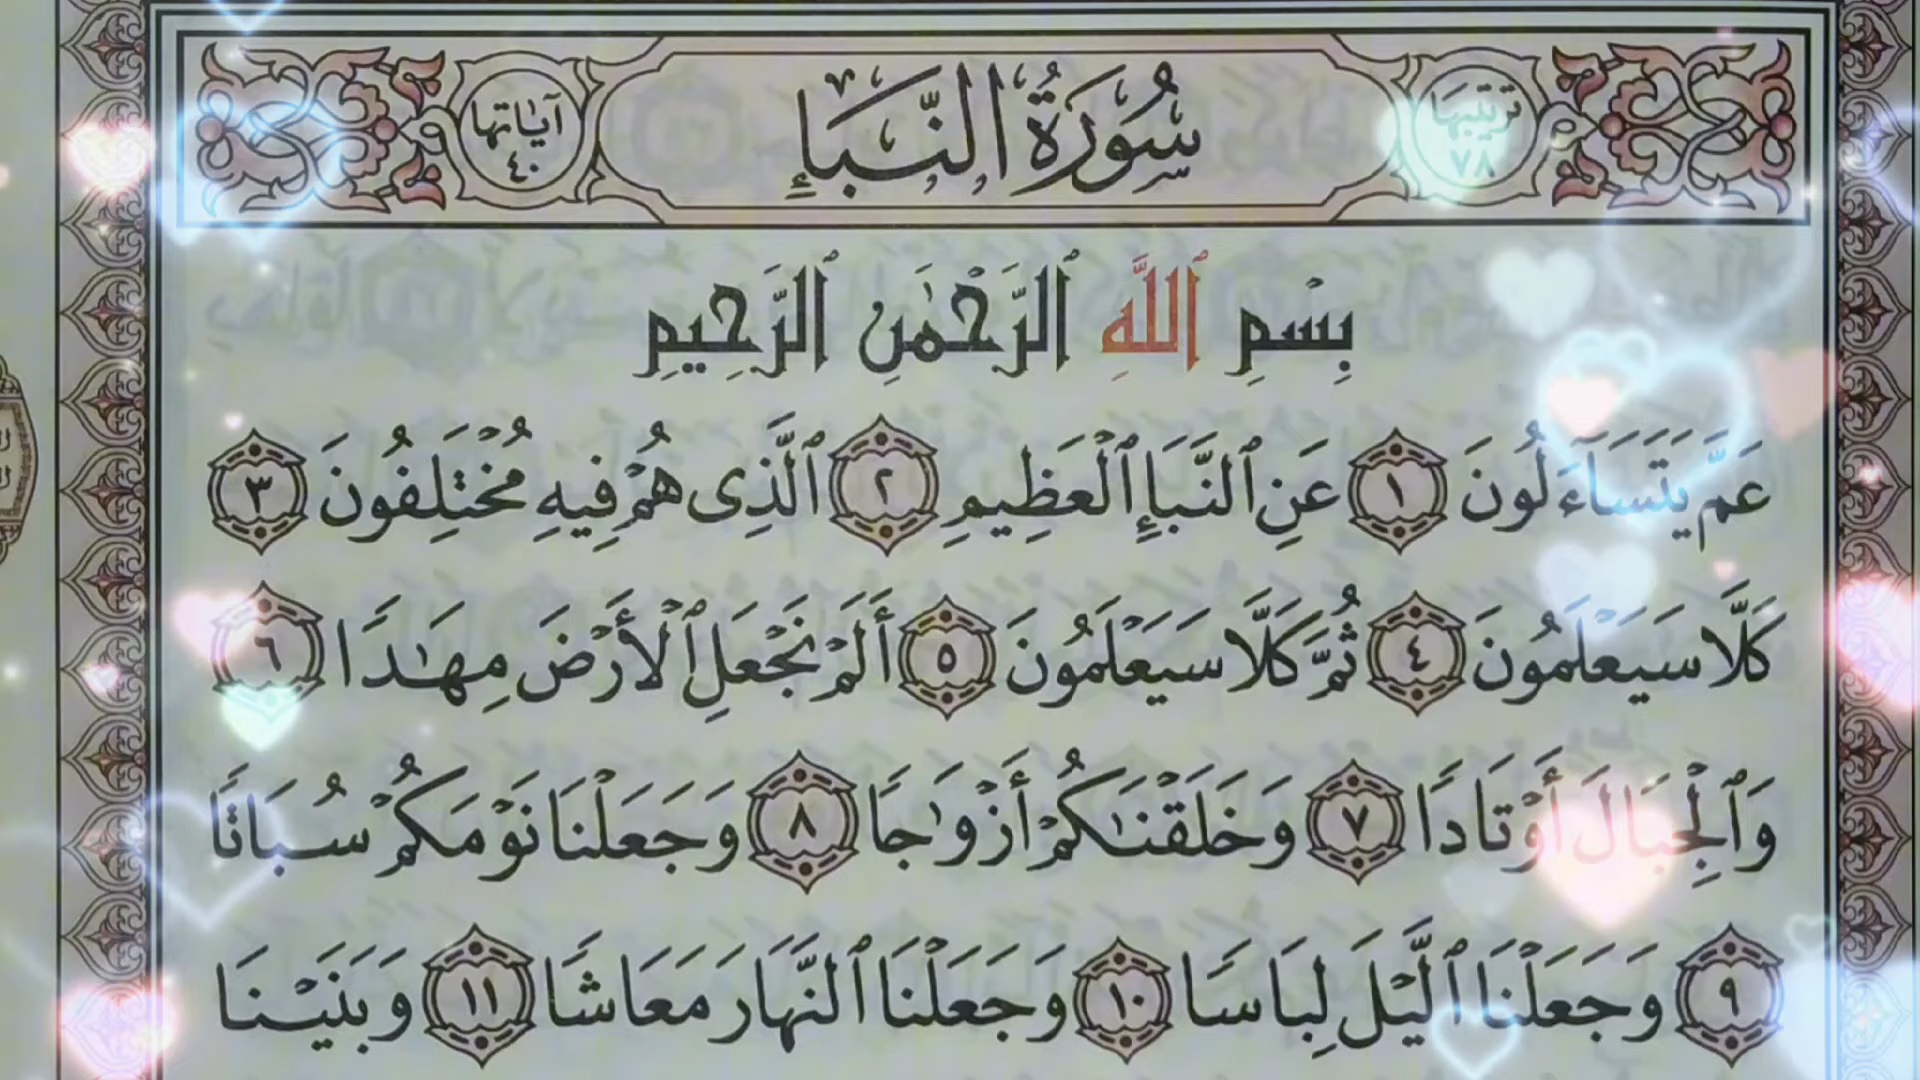 ترتيبها ٧٨ سُورَةُ النَّبَإِ آياتها ٤٠
بِسْمِ ٱللَّهِ ٱلرَّحْمَٰنِ ٱلرَّحِيمِ
عَمَّ يَتَسَآءَلُونَ ١ عَنِ ٱلنَّبَإِ ٱلْعَظِيمِ ٢ ٱلَّذِى هُمْ فِيهِ مُخْتَلِفُونَ ٣
كَلَّا سَيَعْلَمُونَ ٤ ثُمَّ كَلَّا سَيَعْلَمُونَ ٥ أَلَمْ نَجْعَلِ ٱلْأَرْضَ مِهَٰدًا ٦
وَٱلْجِبَالَ أَوْتَادًا ٧ وَخَلَقْنَٰكُمْ أَزْوَٰجًا ٨ وَجَعَلْنَا نَوْمَكُمْ سُبَاتًا
٩ وَجَعَلْنَا ٱلَّيْلَ لِبَاسًا ١٠ وَجَعَلْنَا ٱلنَّهَارَ مَعَاشًا ١١ وَبَنَيْنَا